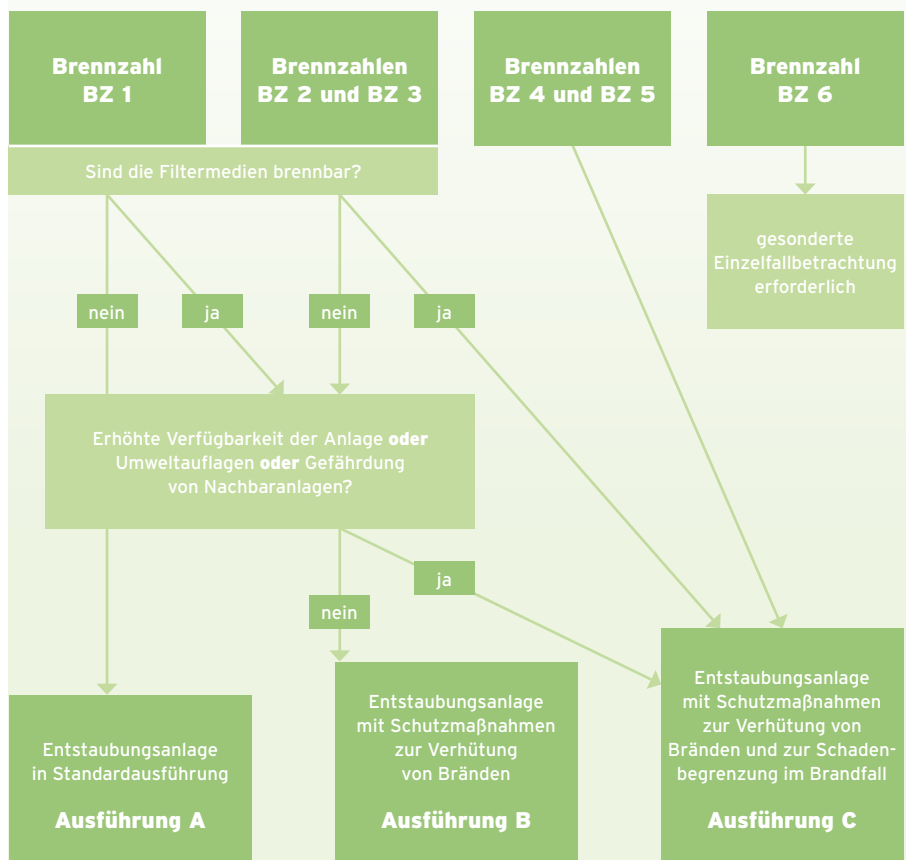 Brennzahl
BZ 1
Brennzahlen
BZ 2 und BZ 3
Brennzahlen
BZ 4 und BZ 5
Brennzahl
BZ 6
Sind die Filtermedien brennbar?
gesonderte
Einzelfallbetrachtung
erforderlich
nein
ja
nein
ja
Erhöhte Verfügbarkeit der Anlage oder
Umweltauflagen oder Gefährdung
von Nachbaranlagen?
ja
nein
Entstaubungsanlage
in Standardausführung
Ausführung A
Entstaubungsanlage
mit Schutzmaßnahmen
zur Verhütung
von Bränden
Ausführung B
Entstaubungsanlage
mit Schutzmaßnahmen
zur Verhütung von
Bränden und zur Schaden-
begrenzung im Brandfall
Ausführung C